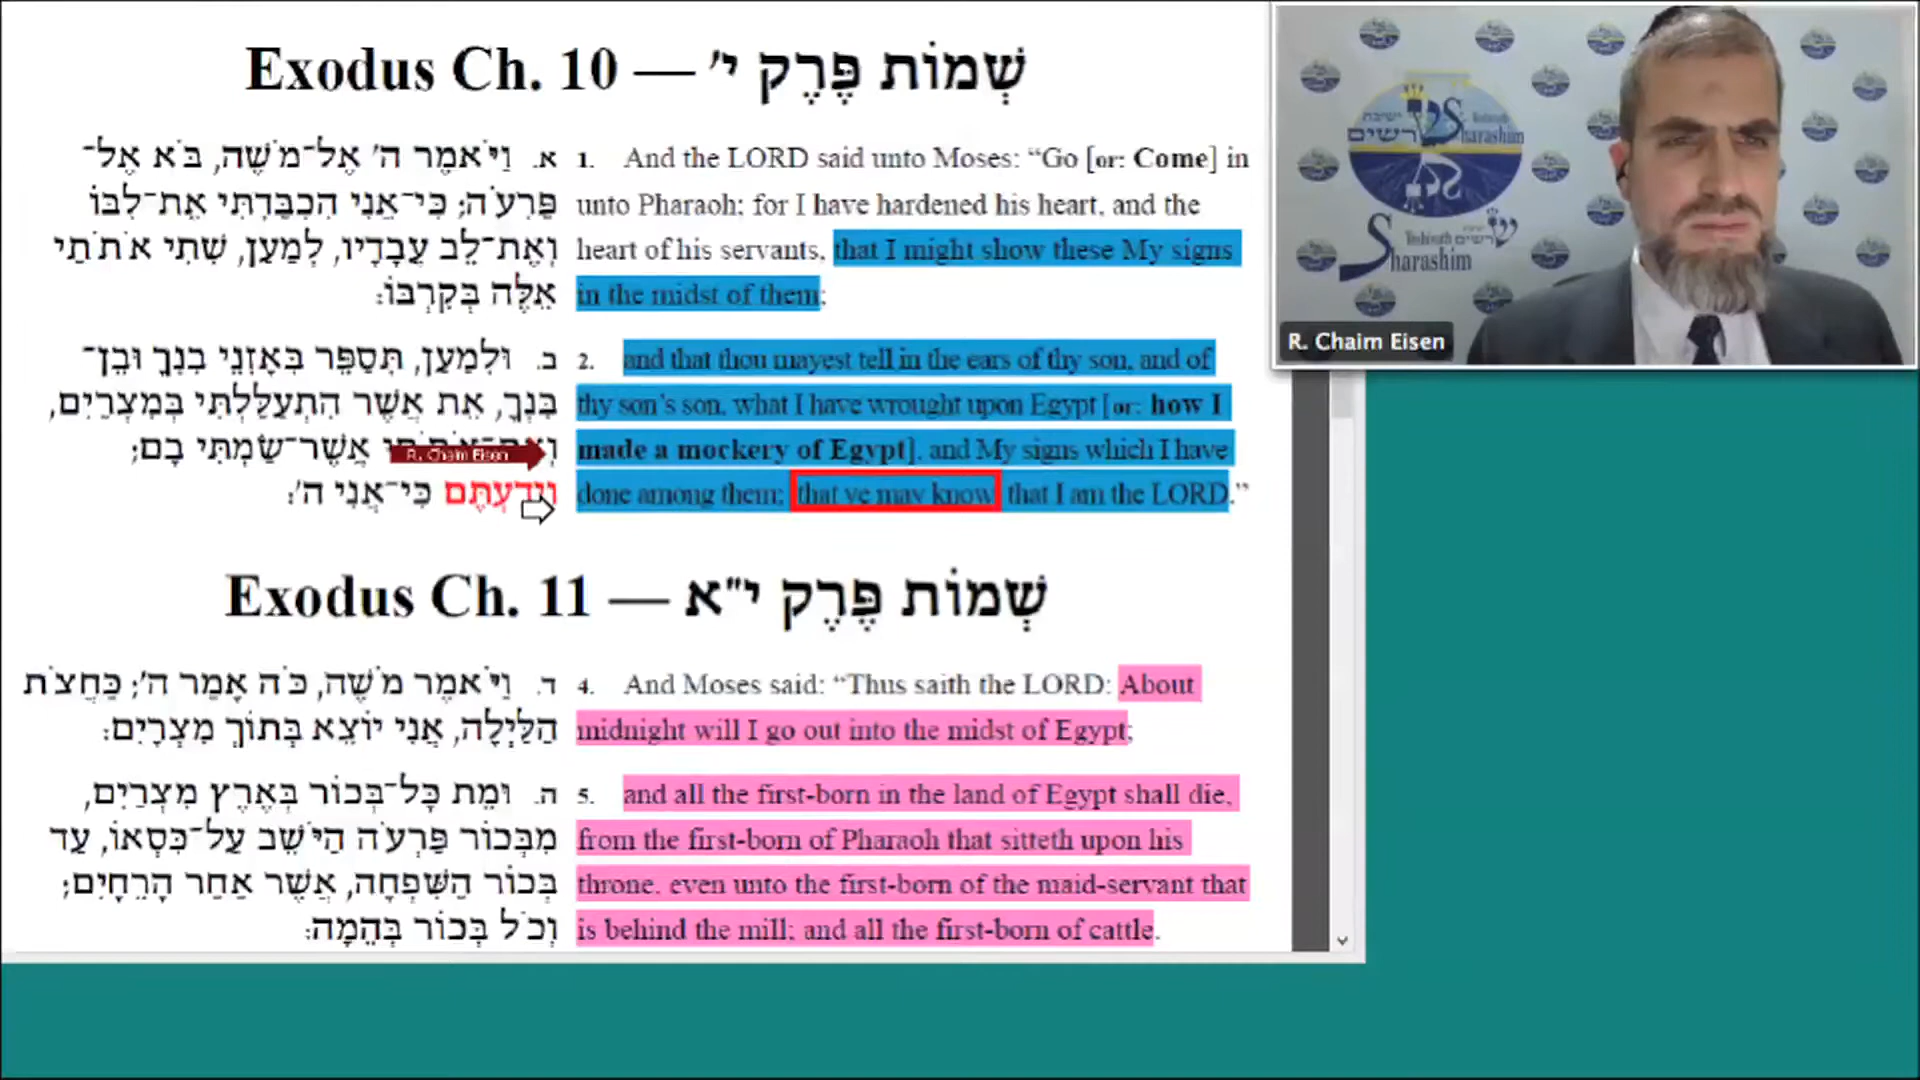 Exodus Ch. 10 — שְׁמוֹת פֶּרֶק י׳
א. וַיֹּאמֶר ה׳ אֶל־מֹשֶׁה, בֹּא אֶל־
פַּרְעֹה; כִּי־אֲנִי הִכְבַּדְתִּי אֶת־לִבּוֹ
וְאֶת־לֵב עֲבָדָיו, לְמַעַן, שִׁתִי אֹתֹתַי
אֵלֶּה בְּקִרְבּוֹ׃
1. And the LORD said unto Moses: “Go [or: Come] in
unto Pharaoh; for I have hardened his heart, and the
heart of his servants, that I might show these My signs
in the midst of them;
ב. וּלְמַעַן, תְּסַפֵּר בְּאָזְנֵי בִנְךָ וּבֶן־
בִּנְךָ, אֵת אֲשֶׁר הִתְעַלַּלְתִּי בְּמִצְרַיִם,
אֲשֶׁר־שַׂמְתִּי בָם;
וִידַעְתֶּם כִּי־אֲנִי ה׳׃
2. and that thou mayest tell in the ears of thy son, and of
thy son’s son, what I have wrought upon Egypt [or: how I
made a mockery of Egypt], and My signs which I have
done among them; that ye may know that I am the LORD.”
R. Chaim Eisen
Exodus Ch. 11 — שְׁמוֹת פֶּרֶק י״א
ד. וַיֹּאמֶר מֹשֶׁה, כֹּה אָמַר ה׳; כַּחֲצֹת
הַלַּיְלָה, אֲנִי יוֹצֵא בְּתוֹךְ מִצְרָיִם׃
4. And Moses said: “Thus saith the LORD: About
midnight will I go out into the midst of Egypt;
ה. וּמֵת כָּל־בְּכוֹר בְּאֶרֶץ מִצְרַיִם,
מִבְּכוֹר פַּרְעֹה הַיֹּשֵׁב עַל־כִּסְאוֹ, עַד
בְּכוֹר הַשִּׁפְחָה, אֲשֶׁר אַחַר הָרֵחָיִם;
וְכֹל בְּכוֹר בְּהֵמָה׃
5. and all the first-born in the land of Egypt shall die,
from the first-born of Pharaoh that sitteth upon his
throne, even unto the first-born of the maid-servant that
is behind the mill; and all the first-born of cattle.
ישיבת
שרשים
Yeshivath
Sharashim
Yeshivath שרשים ישיבת
Sharashim
R. Chaim Eisen